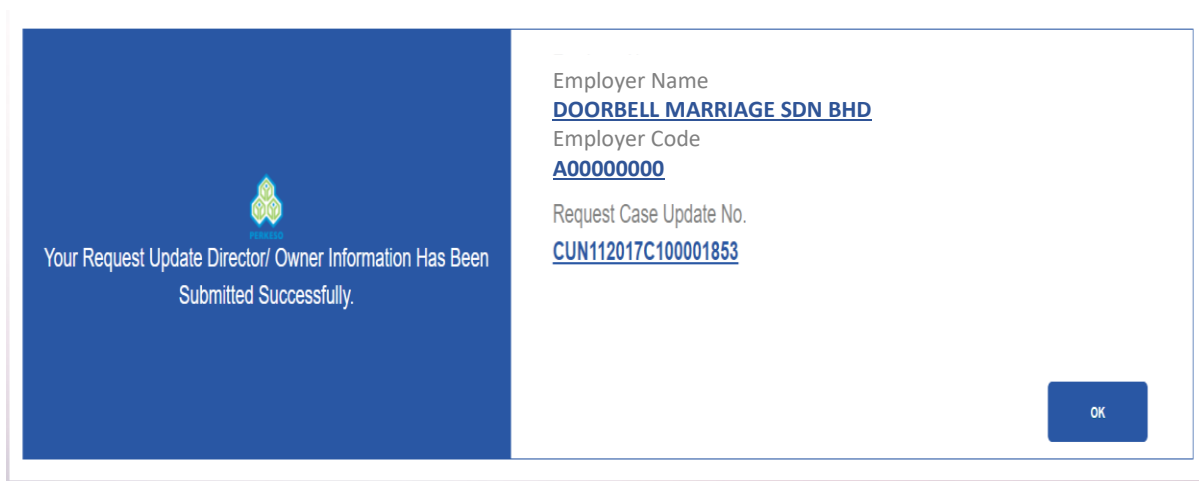 PERKESO
Your Request Update Director/ Owner Information Has Been
Submitted Successfully.
Employer Name
DOORBELL MARRIAGE SDN BHD
Employer Code
A00000000
Request Case Update No.
CUN112017C100001853
OK